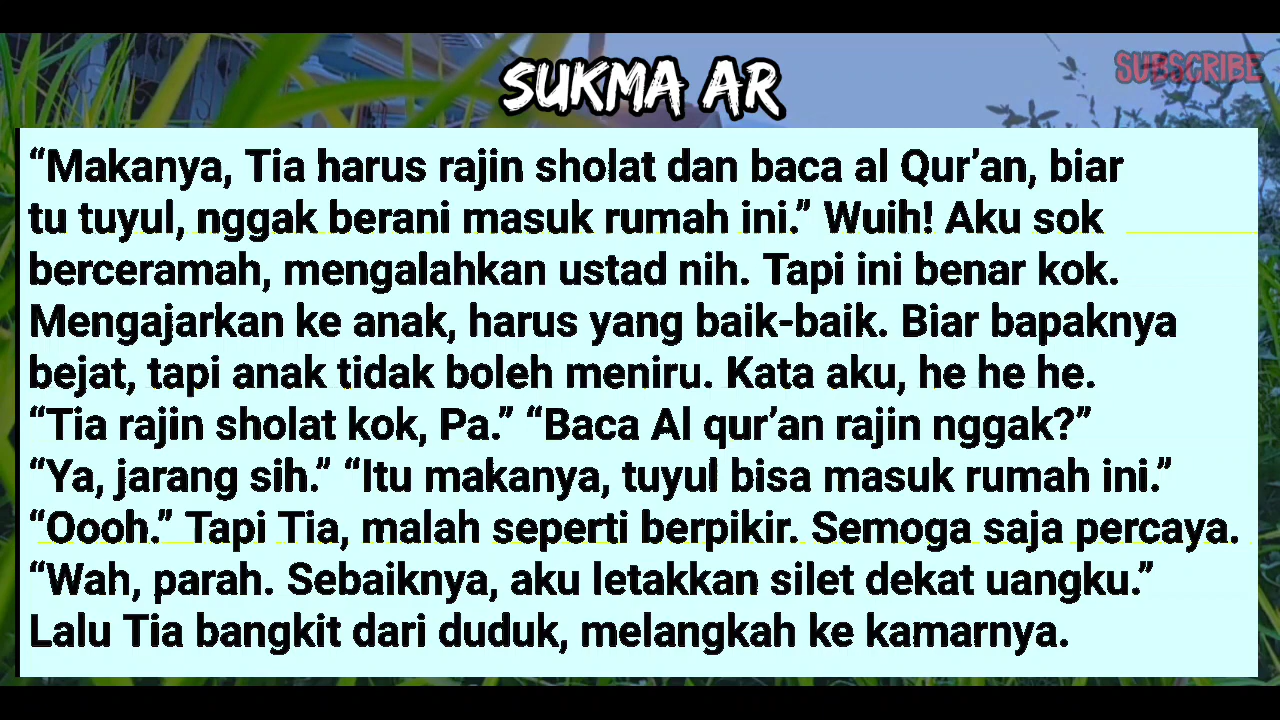 SUKMA AR
SUBSCRIBE
“Makanya, Tia harus rajin sholat dan baca al Qur’an, biar
tu tuyul, nggak berani masuk rumah ini.” Wuih! Aku sok
berceramah, mengalahkan ustad nih. Tapi ini benar kok.
Mengajarkan ke anak, harus yang baik-baik. Biar bapaknya
bejat, tapi anak tidak boleh meniru. Kata aku, he he he.
“Tia rajin sholat kok, Pa.” “Baca Al qur’an rajin nggak?”
“Ya, jarang sih.” “Itu makanya, tuyul bisa masuk rumah ini.”
“Oooh.” Tapi Tia, malah seperti berpikir. Semoga saja percaya.
“Wah, parah. Sebaiknya, aku letakkan silet dekat uangku.”
Lalu Tia bangkit dari duduk, melangkah ke kamarnya.